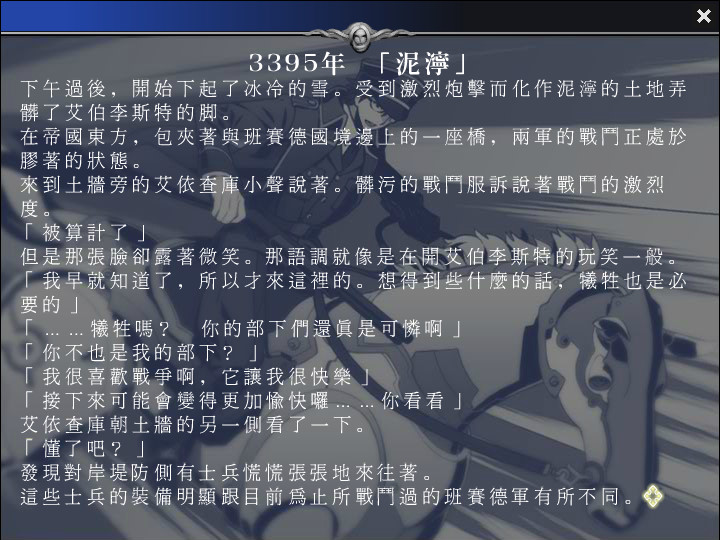 3395年 「泥濘」
下午過後，開始下起了冰冷的雪。受到激烈炮擊而化作泥濘的土地弄
髒了艾伯李斯特的脚。
在帝國東方，包夾著與班賽德國境邊上的一座橋，兩軍的戰鬥正處於
膠著的狀態。
來到土牆旁的艾依查庫小聲說著。髒污的戰鬥服訴說著戰鬥的激烈
度。
「被算計了」
但是那張臉卻露著微笑。那語調就像是在開艾伯李斯特的玩笑一般。
「我早就知道了，所以才來這裡的。想得到些什麼的話，犧牲也是必
要的」
「……犧牲嗎？　你的部下們還眞是可憐啊」
「你不也是我的部下？」
「我很喜歡戰爭啊，它讓我很快樂」
「接下來可能會變得更加愉快囉……你看看」
艾依查庫朝土牆的另一側看了一下。
「懂了吧？」
發現對岸堤防側有士兵慌慌張張地來往著。
這些士兵的裝備明顯跟目前爲止所戰鬥過的班賽德軍有所不同。